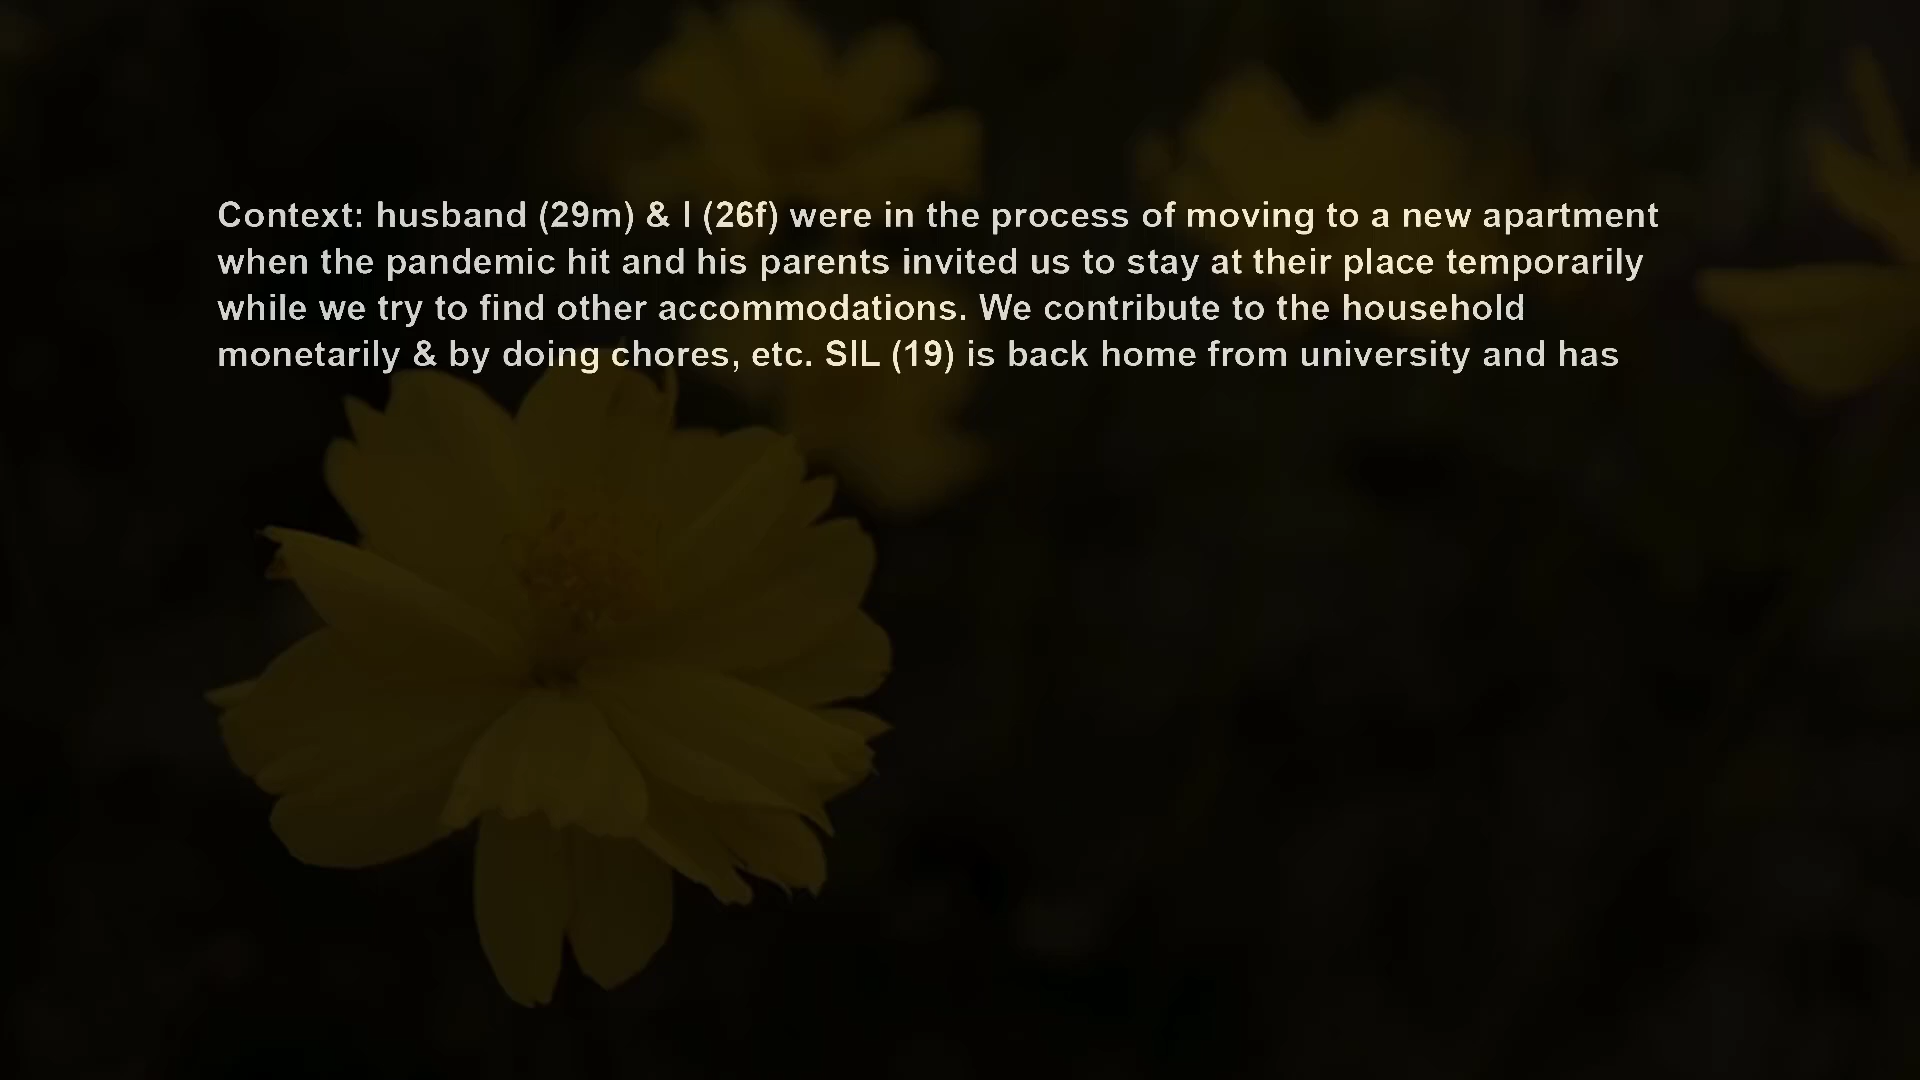 Context: husband (29m) & I (26f) were in the process of moving to a new apartment
when the pandemic hit and his parents invited us to stay at their place temporarily
while we try to find other accommodations. We contribute to the household
monetarily & by doing chores, etc. SIL (19) is back home from university and has